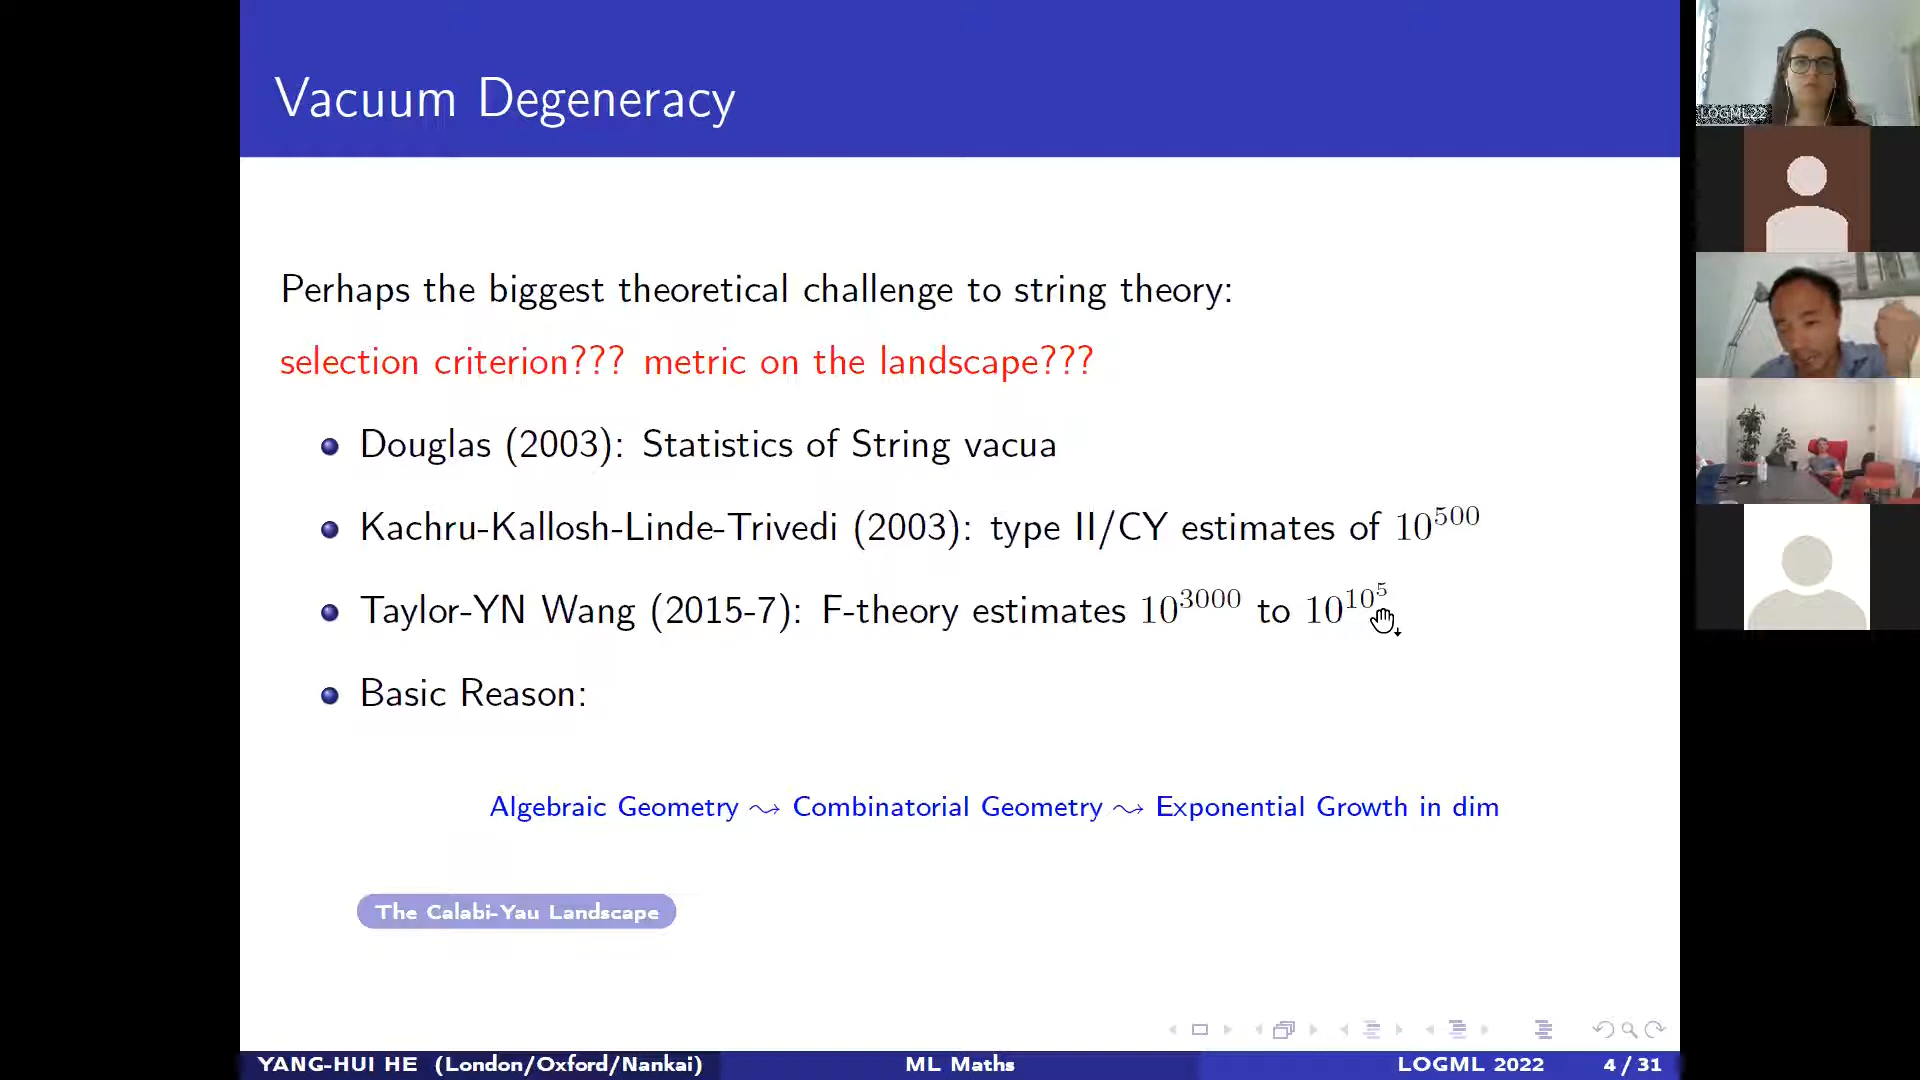 Vacuum Degeneracy
Perhaps the biggest theoretical challenge to string theory:
selection criterion??? metric on the landscape???
Douglas (2003): Statistics of String vacua
Kachru-Kallosh-Linde-Trivedi (2003): type II/CY estimates of 10^500
Taylor-YN Wang (2015-7): F-theory estimates 10^3000 to 10^10^5
Basic Reason:
Algebraic Geometry ⇝ Combinatorial Geometry ⇝ Exponential Growth in dim
The Calabi-Yau Landscape
YANG-HUI HE (London/Oxford/Nankai) ML Maths LOGML 2022 4 / 31
LOGML22